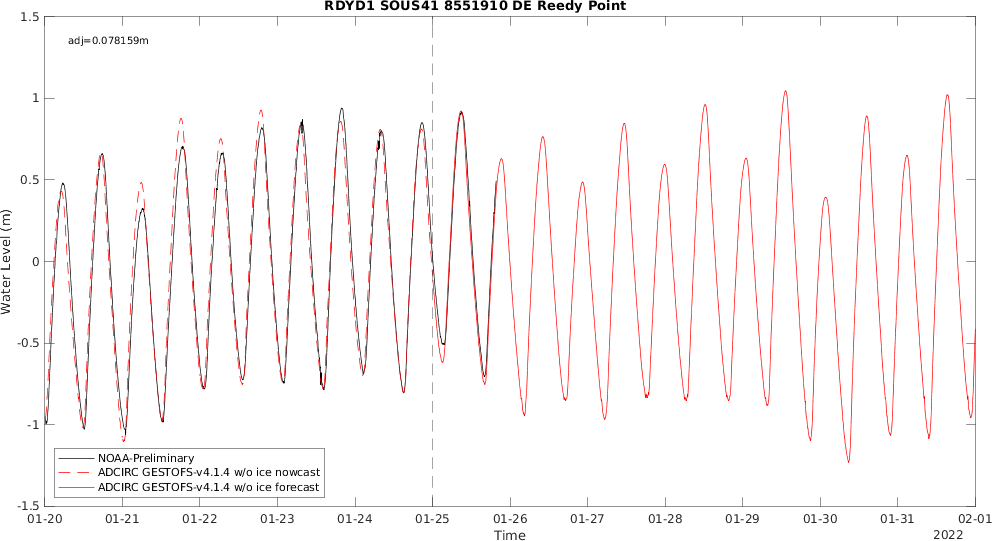 RDYD1 SOUS41 8551910 DE Reedy Point
adj=0.078159m
1.5
1
0.5
0
-0.5
-1
-1.5
Water Level (m)
NOAA-Preliminary
ADCIRC GESTOFS-v4.1.4 w/o ice nowcast
ADCIRC GESTOFS-v4.1.4 w/o ice forecast
01-20 01-21 01-22 01-23 01-24 01-25 01-26 01-27 01-28 01-29 01-30 01-31 02-01
Time
2022